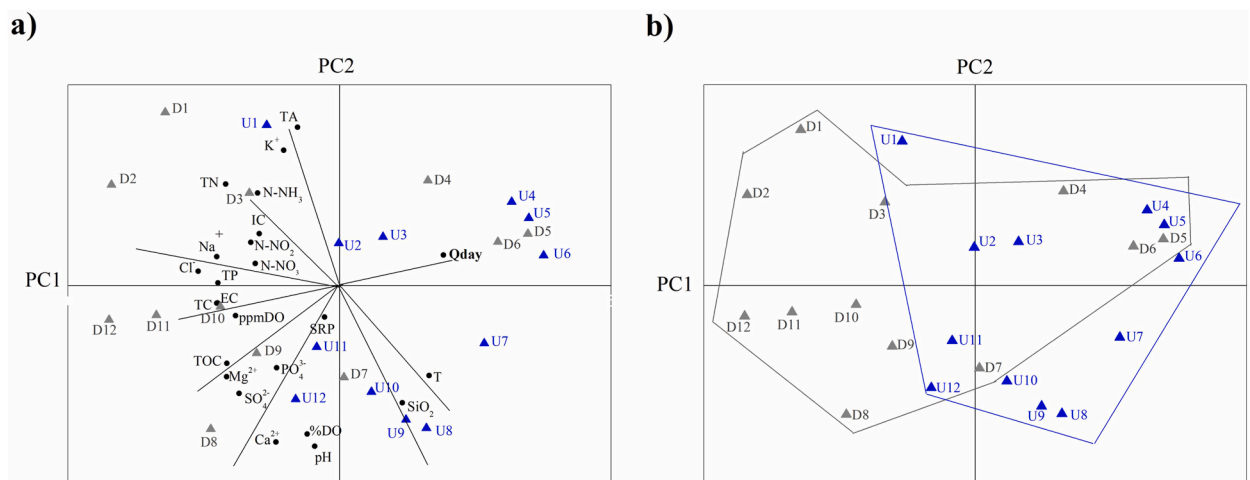 a)
PC2
D1
U1
TA
K⁺
D2
TN
D3
N-NH₃
D4
U4
IC
U5
N-NO₂
D5
Na⁺
U2
U3
D6
U6
N-NO₃
Qday
Cl⁻
TP
PC1
TC
EC
D10
D11
D12
ppmDO
SRP
U11
U7
D9
TOC
PO₄³⁻
Mg²⁺
D7
T
SO₄²⁻
U12
U10
SiO₂
D8
U9
U8
Ca²⁺
%DO
pH
b)
PC2
D1
U1
D2
D3
D4
U4
U5
D5
D6
U2
U3
U6
PC1
D10
D11
D12
D9
U11
U7
D7
U12
U10
D8
U9
U8